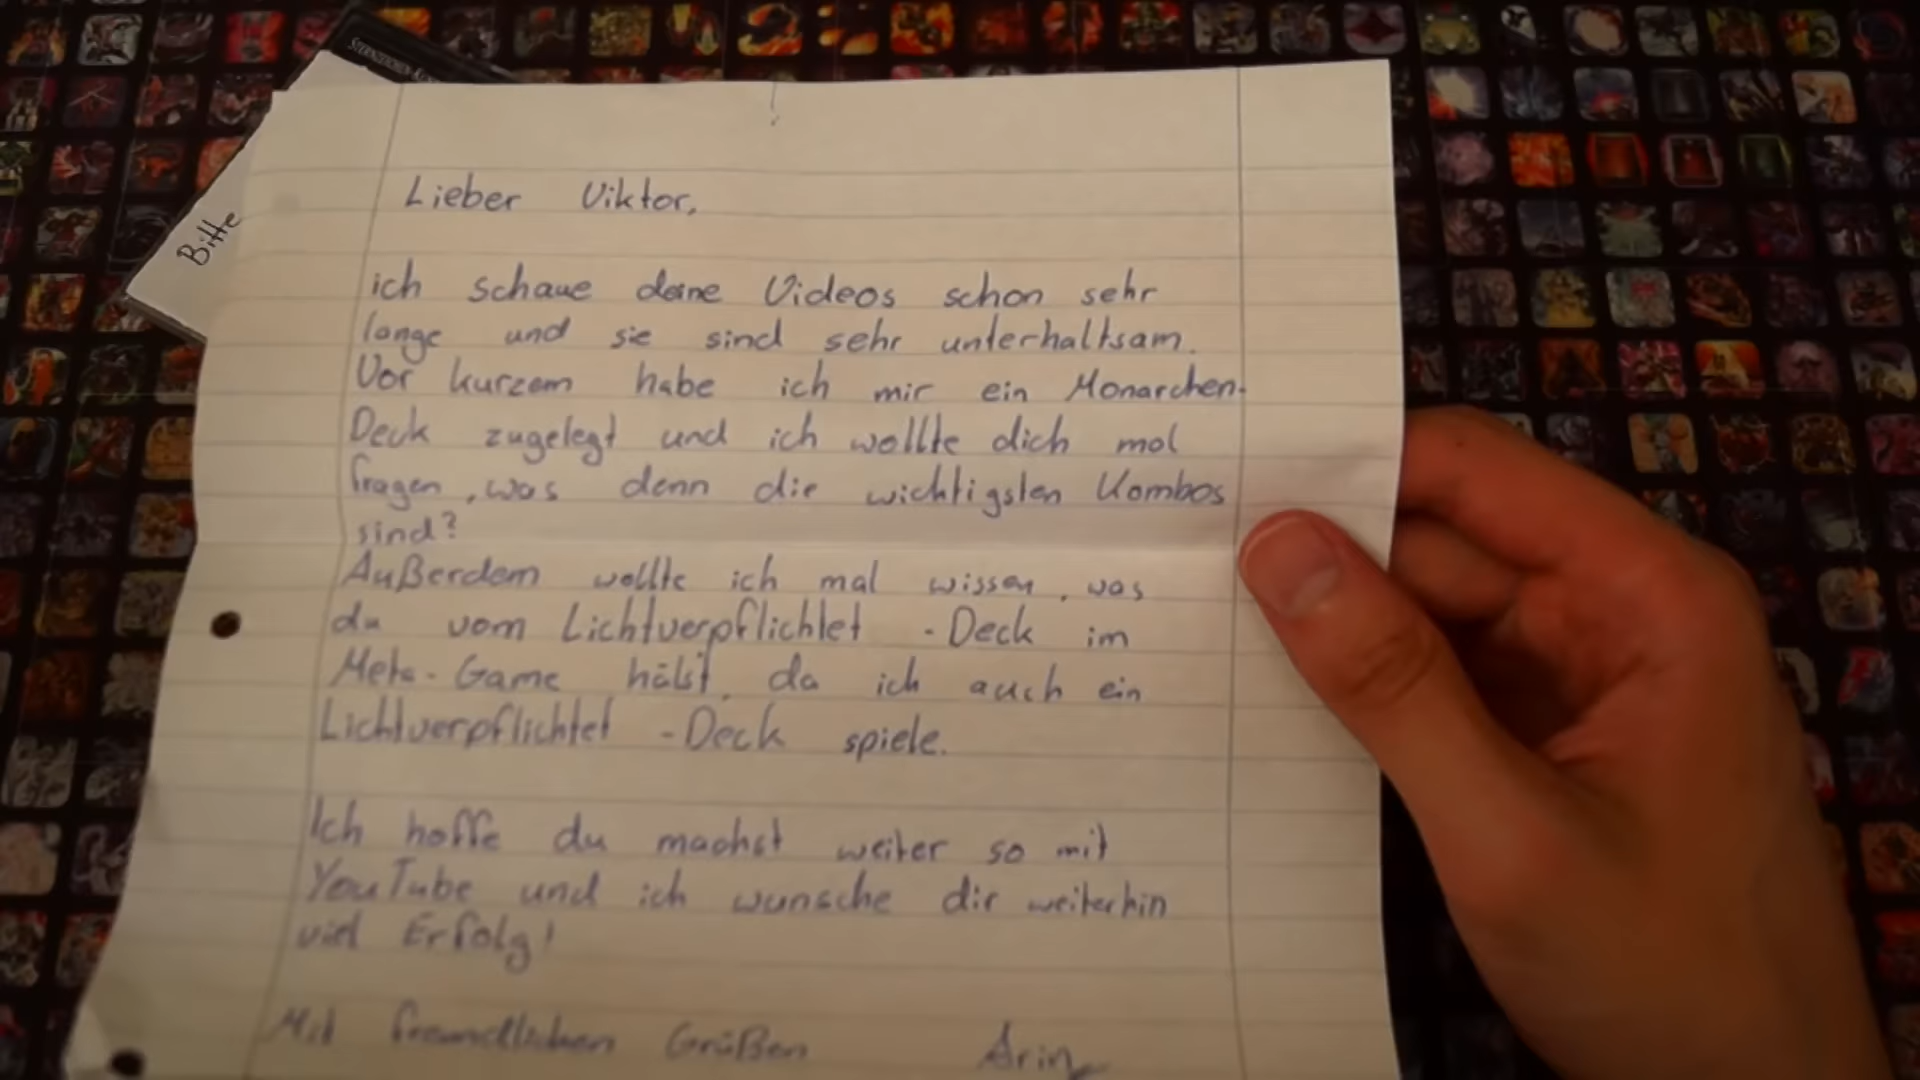 Bitte
Lieber Viktor,
ich schaue deine Videos schon sehr
lange und sie sind sehr unterhaltsam.
Vor kurzem habe ich mir ein Monarchen-
Deck zugelegt und ich wollte dich mal
fragen, was denn die wichtigsten Kombos
sind?
Außerdem wollte ich mal wissen, was
du vom Lichtverpflichtet -Deck im
Meta-Game hälst, da ich auch ein
Lichtverpflichtet -Deck spiele.
Ich hoffe du machst weiter so mit
YouTube und ich wünsche dir weiterhin
viel Erfolg!
Mit freundlichen Grüßen